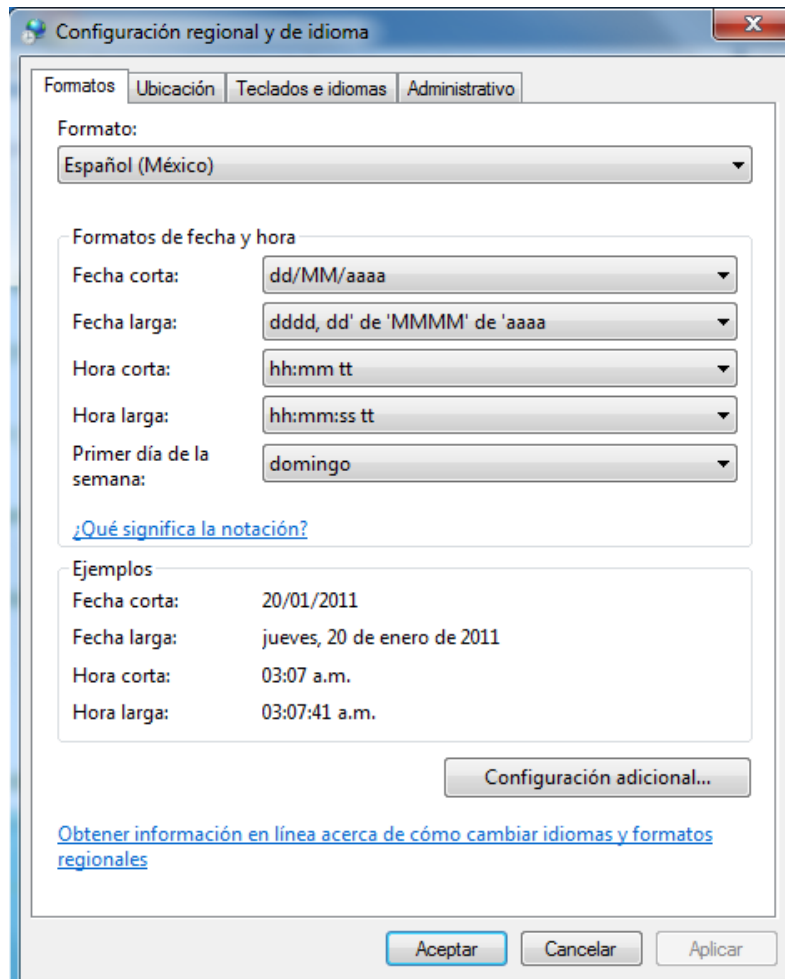 Configuración regional y de idioma
Formatos Ubicación Teclados e idiomas Administrativo
Formato:
Español (México)
Formatos de fecha y hora
Fecha corta: dd/MM/aaaa
Fecha larga: dddd, dd' de 'MMMM' de 'aaaa
Hora corta: hh:mm tt
Hora larga: hh:mm:ss tt
Primer día de la
semana: domingo
¿Qué significa la notación?
Ejemplos
Fecha corta: 20/01/2011
Fecha larga: jueves, 20 de enero de 2011
Hora corta: 03:07 a.m.
Hora larga: 03:07:41 a.m.
Configuración adicional...
Obtener información en línea acerca de cómo cambiar idiomas y formatos
regionales
Aceptar Cancelar Aplicar